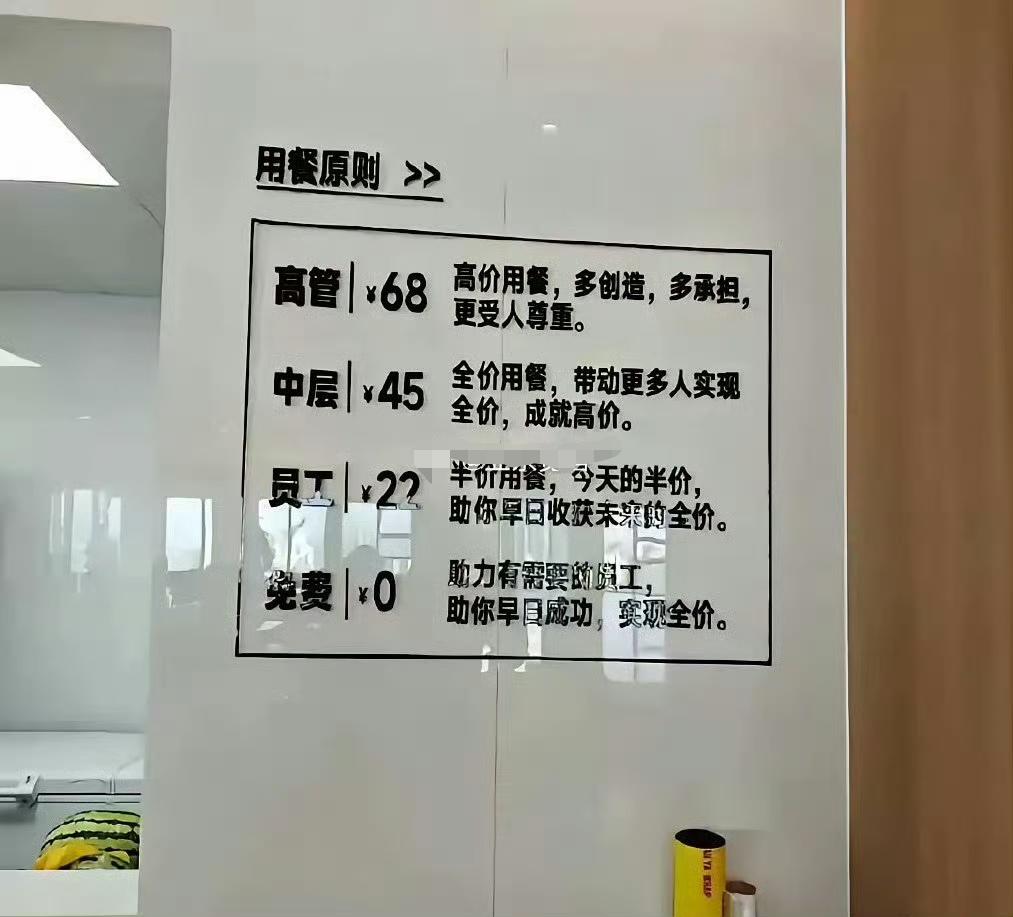 用餐原则 >>
高管 | ¥68 高价用餐，多创造，多承担，
更受人尊重。
中层 | ¥45 全价用餐，带动更多人实现
全价，成就高价。
员工 | ¥22 半价用餐，今天的半价，
助你早日收获未来的全价。
免费 | ¥0 助力有需要的员工，
助你早日成功，实现全价。